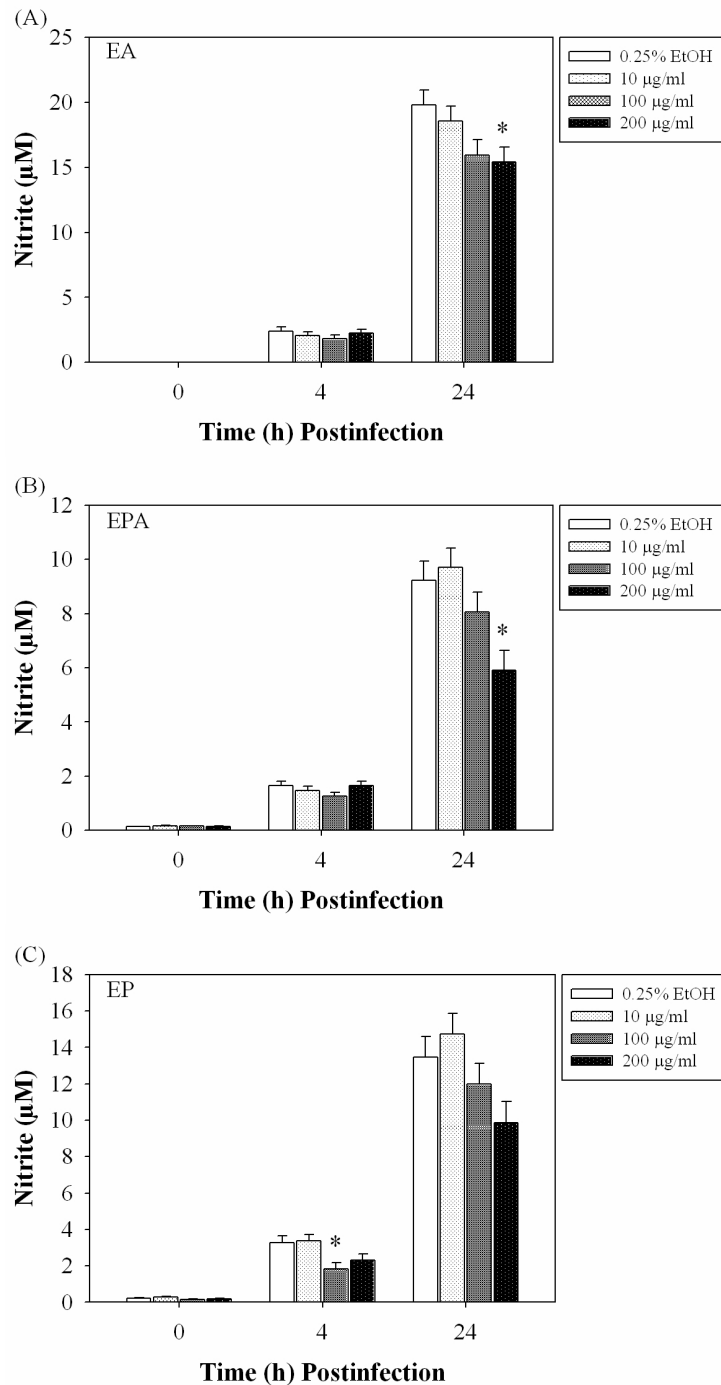 (A)
EA
25
20
15
10
5
0
Nitrite (µM)
*
0 4 24
Time (h) Postinfection
0.25% EtOH
10 µg/ml
100 µg/ml
200 µg/ml
(B)
EPA
12
10
8
6
4
2
0
Nitrite (µM)
*
0 4 24
Time (h) Postinfection
0.25% EtOH
10 µg/ml
100 µg/ml
200 µg/ml
(C)
EP
18
16
14
12
10
8
6
4
2
0
Nitrite (µM)
*
0 4 24
Time (h) Postinfection
0.25% EtOH
10 µg/ml
100 µg/ml
200 µg/ml